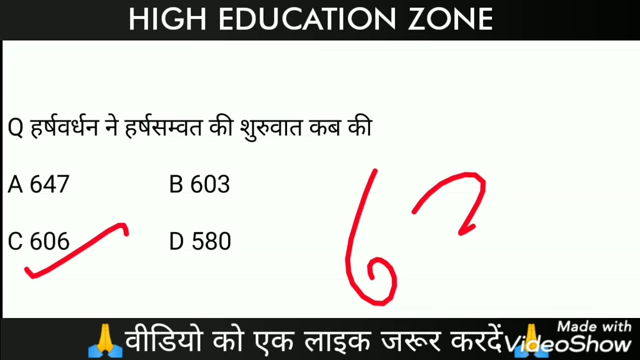 HIGH EDUCATION ZONE
Q हर्षवर्धन ने हर्षसम्वत की शुरुवात कब की
A 647 B 603
C 606 D 580
🙏 वीडियो को एक लाइक जरूर करदें 🙏
Made with
VideoShow